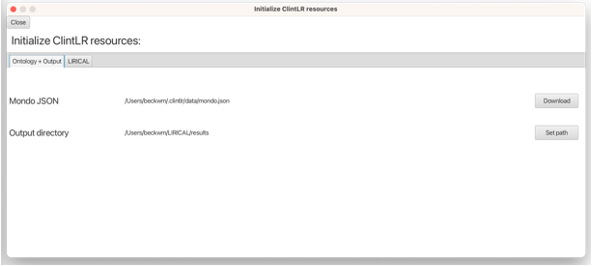 Initialize ClintLR resources
Close
Initialize ClintLR resources:
Ontology + Output LIRICAL
Mondo JSON /Users/beckwm/.clintlr/data/mondo.json Download
Output directory /Users/beckwm/LIRICAL/results Set path